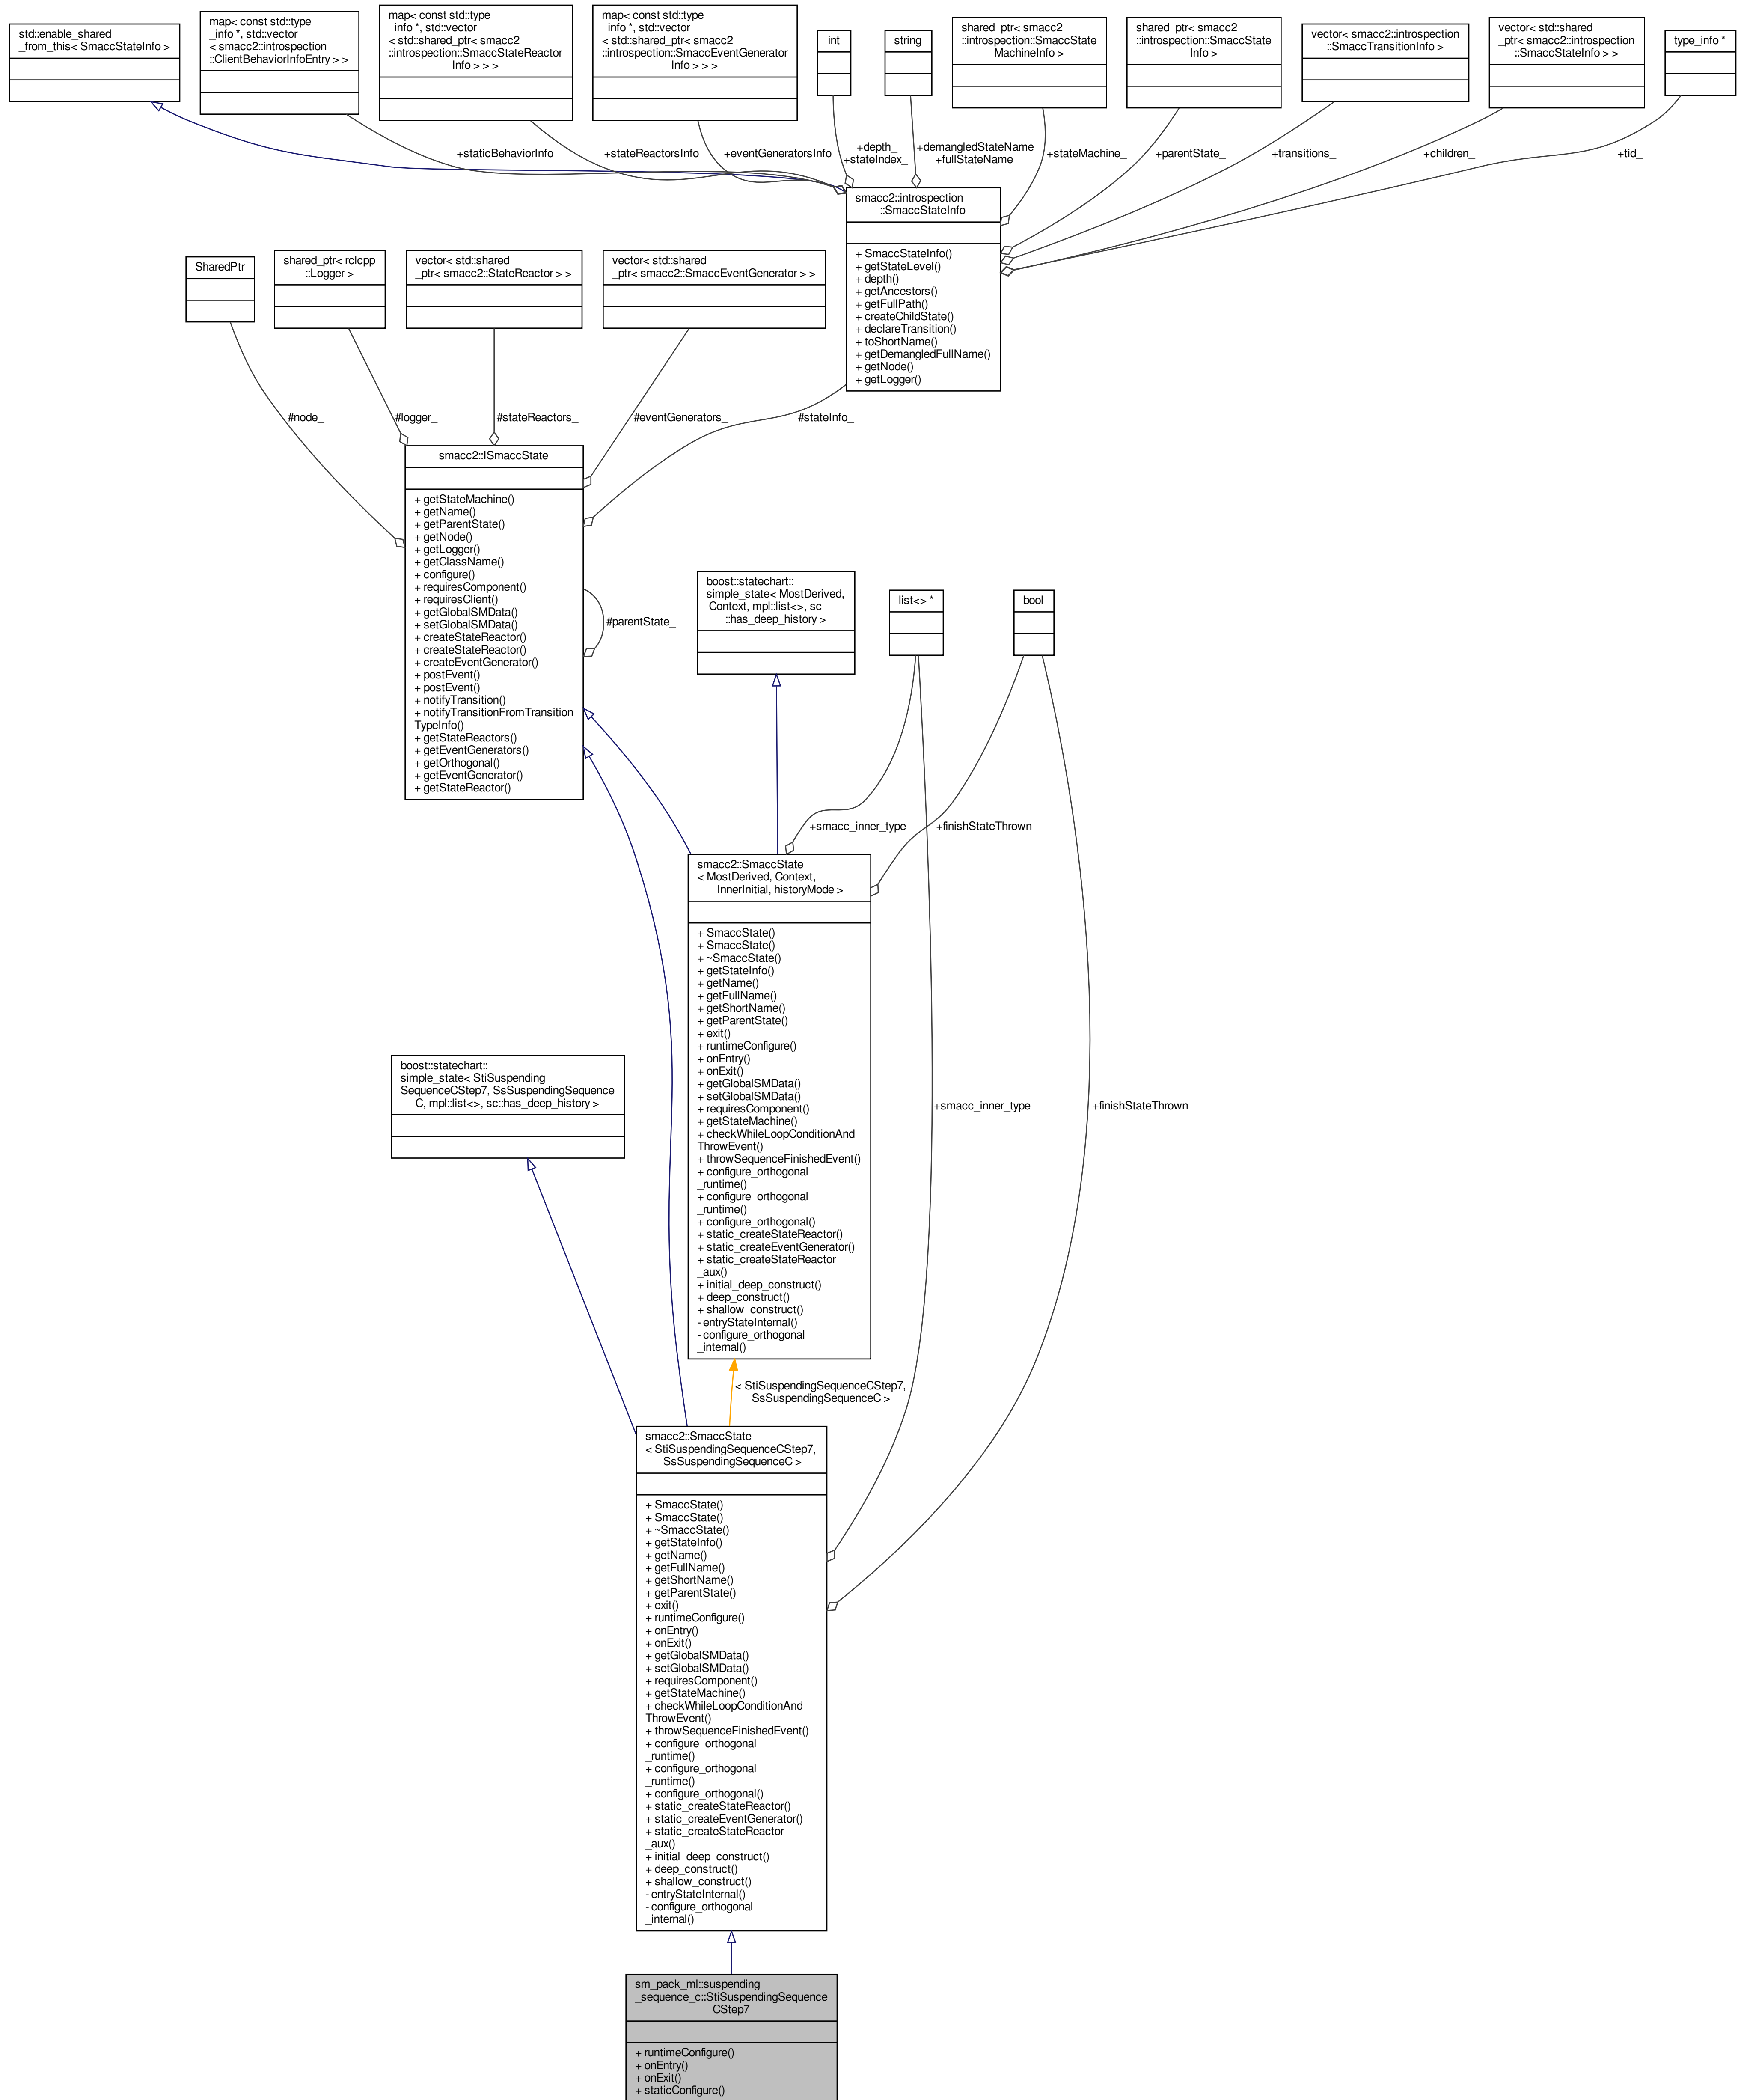 std::enable_shared
_from_this< SmaccStateInfo >
map< const std::type
_info *, std::vector
< smacc2::introspection
::ClientBehaviorInfoEntry > >
map< const std::type
_info *, std::vector
< std::shared_ptr< smacc2
::introspection::SmaccStateReactor
Info > > >
map< const std::type
_info *, std::vector
< std::shared_ptr< smacc2
::introspection::SmaccEventGenerator
Info > > >
int
string
shared_ptr< smacc2
::introspection::SmaccState
MachineInfo >
shared_ptr< smacc2
::introspection::SmaccState
Info >
vector< smacc2::introspection
::SmaccTransitionInfo >
vector< std::shared
_ptr< smacc2::introspection
::SmaccStateInfo > >
type_info *
+staticBehaviorInfo
+stateReactorsInfo
+eventGeneratorsInfo
+depth_
+stateIndex_
+demangledStateName
+fullStateName
+stateMachine_
+parentState_
+transitions_
+children_
+tid_
smacc2::introspection
::SmaccStateInfo
+ SmaccStateInfo()
+ getStateLevel()
+ depth()
+ getAncestors()
+ getFullPath()
+ createChildState()
+ declareTransition()
+ toShortName()
+ getDemangledFullName()
+ getNode()
+ getLogger()
SharedPtr
shared_ptr< rclcpp
::Logger >
vector< std::shared
_ptr< smacc2::StateReactor > >
vector< std::shared
_ptr< smacc2::SmaccEventGenerator > >
#node_
#logger_
#stateReactors_
#eventGenerators_
#stateInfo_
smacc2::ISmaccState
+ getStateMachine()
+ getName()
+ getParentState()
+ getNode()
+ getLogger()
+ getClassName()
+ configure()
+ requiresComponent()
+ requiresClient()
+ getGlobalSMData()
+ setGlobalSMData()
+ createStateReactor()
+ createStateReactor()
+ createEventGenerator()
+ postEvent()
+ postEvent()
+ notifyTransition()
+ notifyTransitionFromTransition
TypeInfo()
+ getStateReactors()
+ getEventGenerators()
+ getOrthogonal()
+ getEventGenerator()
+ getStateReactor()
#parentState_
boost::statechart::
simple_state< MostDerived,
Context, mpl::list<>, sc
::has_deep_history >
list<> *
bool
+smacc_inner_type
+finishStateThrown
smacc2::SmaccState
< MostDerived, Context,
InnerInitial, historyMode >
+ SmaccState()
+ SmaccState()
+ ~SmaccState()
+ getStateInfo()
+ getName()
+ getFullName()
+ getShortName()
+ getParentState()
+ exit()
+ runtimeConfigure()
+ onEntry()
+ onExit()
+ getGlobalSMData()
+ setGlobalSMData()
+ requiresComponent()
+ getStateMachine()
+ checkWhileLoopConditionAnd
ThrowEvent()
+ throwSequenceFinishedEvent()
+ configure_orthogonal
_runtime()
+ configure_orthogonal
_runtime()
+ configure_orthogonal()
+ static_createStateReactor()
+ static_createEventGenerator()
+ static_createStateReactor
_aux()
+ initial_deep_construct()
+ deep_construct()
+ shallow_construct()
- entryStateInternal()
- configure_orthogonal
_internal()
boost::statechart::
simple_state< StiSuspending
SequenceCStep7, SsSuspendingSequence
C, mpl::list<>, sc::has_deep_history >
+smacc_inner_type
+finishStateThrown
< StiSuspendingSequenceCStep7,
SsSuspendingSequenceC >
smacc2::SmaccState
< StiSuspendingSequenceCStep7,
SsSuspendingSequenceC >
+ SmaccState()
+ SmaccState()
+ ~SmaccState()
+ getStateInfo()
+ getName()
+ getFullName()
+ getShortName()
+ getParentState()
+ exit()
+ runtimeConfigure()
+ onEntry()
+ onExit()
+ getGlobalSMData()
+ setGlobalSMData()
+ requiresComponent()
+ getStateMachine()
+ checkWhileLoopConditionAnd
ThrowEvent()
+ throwSequenceFinishedEvent()
+ configure_orthogonal
_runtime()
+ configure_orthogonal
_runtime()
+ configure_orthogonal()
+ static_createStateReactor()
+ static_createEventGenerator()
+ static_createStateReactor
_aux()
+ initial_deep_construct()
+ deep_construct()
+ shallow_construct()
- entryStateInternal()
- configure_orthogonal
_internal()
sm_pack_ml::suspending
_sequence_c::StiSuspendingSequence
CStep7
+ runtimeConfigure()
+ onEntry()
+ onExit()
+ staticConfigure()